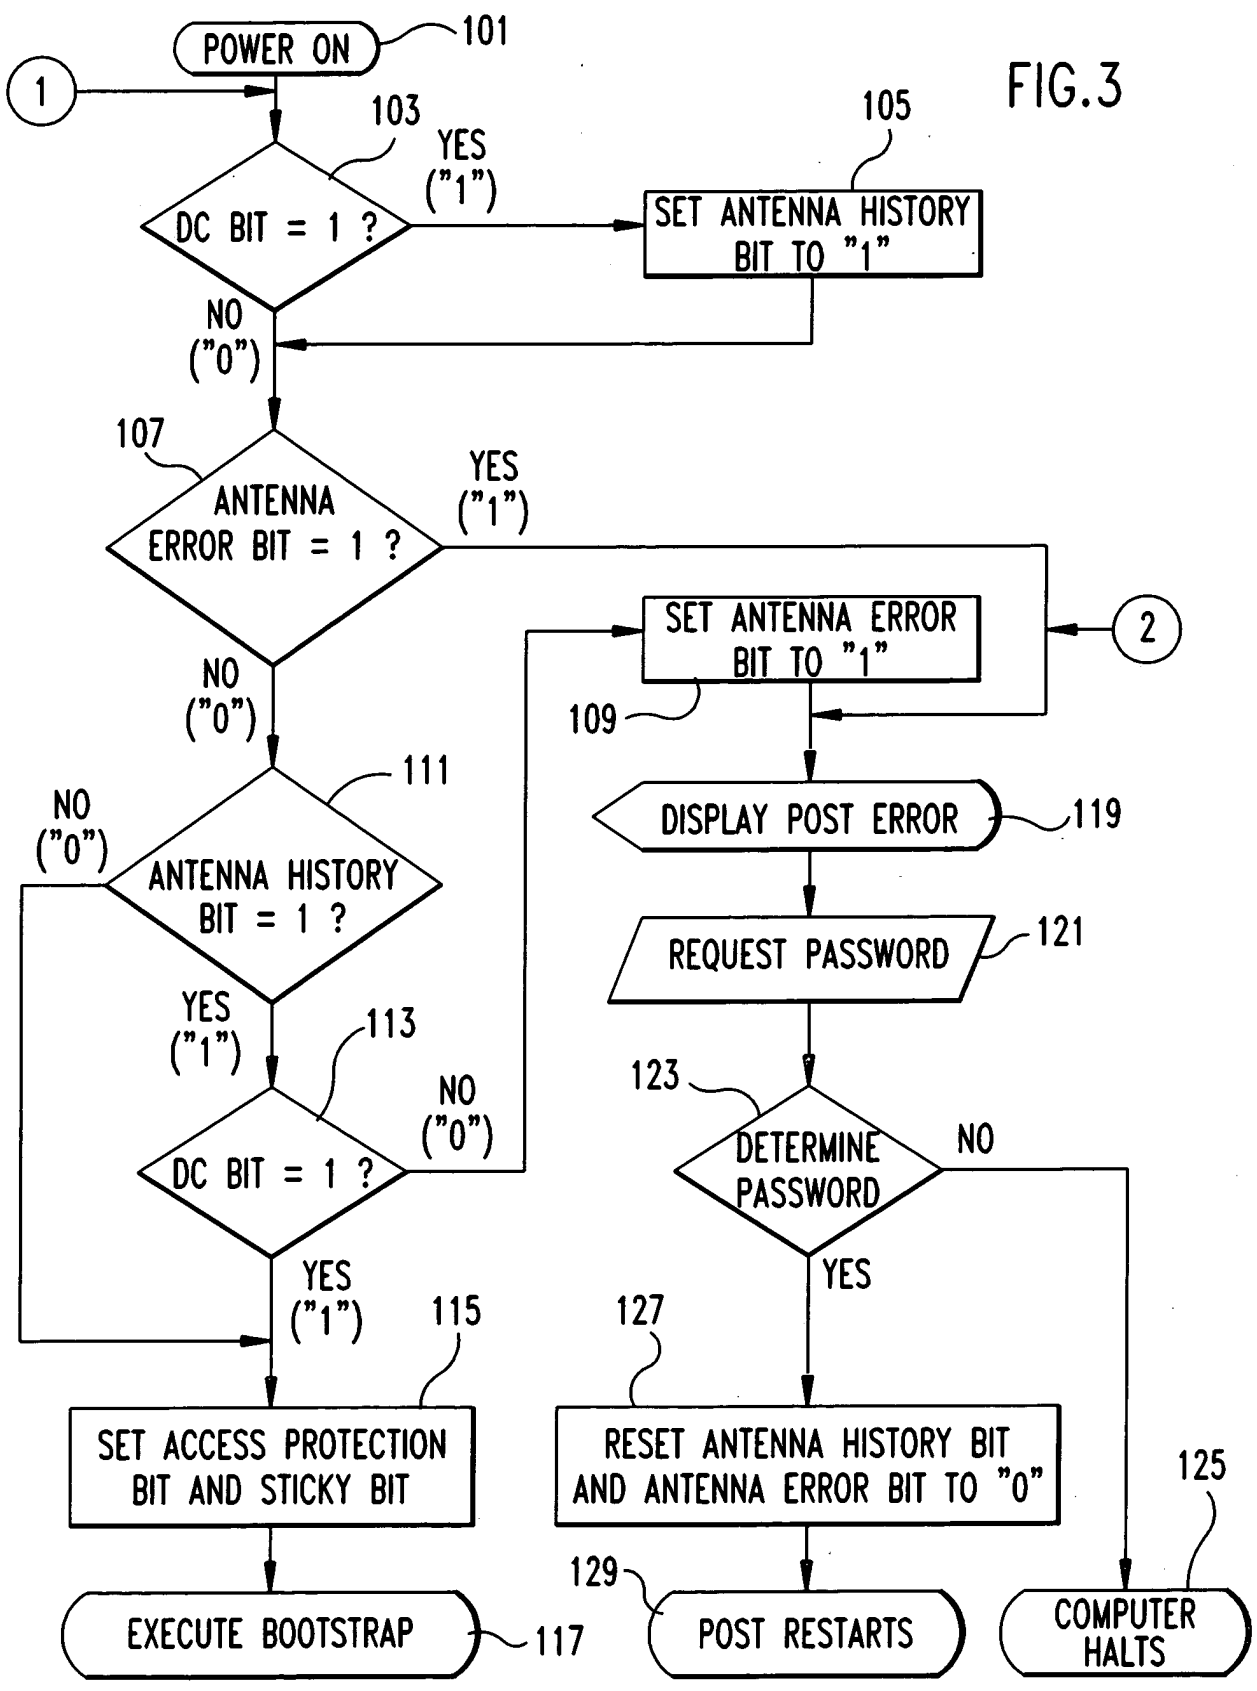 FIG.3
POWER ON
101
1
103
DC BIT = 1 ?
YES
("1")
105
SET ANTENNA HISTORY
BIT TO "1"
NO
("0")
107
ANTENNA
ERROR BIT = 1 ?
YES
("1")
2
SET ANTENNA ERROR
BIT TO "1"
109
NO
("0")
111
ANTENNA HISTORY
BIT = 1 ?
NO
("0")
DISPLAY POST ERROR
119
REQUEST PASSWORD
121
YES
("1")
113
DC BIT = 1 ?
NO
("0")
123
DETERMINE
PASSWORD
NO
YES
YES
("1")
115
SET ACCESS PROTECTION
BIT AND STICKY BIT
127
RESET ANTENNA HISTORY BIT
AND ANTENNA ERROR BIT TO "0"
125
EXECUTE BOOTSTRAP
117
129
POST RESTARTS
COMPUTER
HALTS